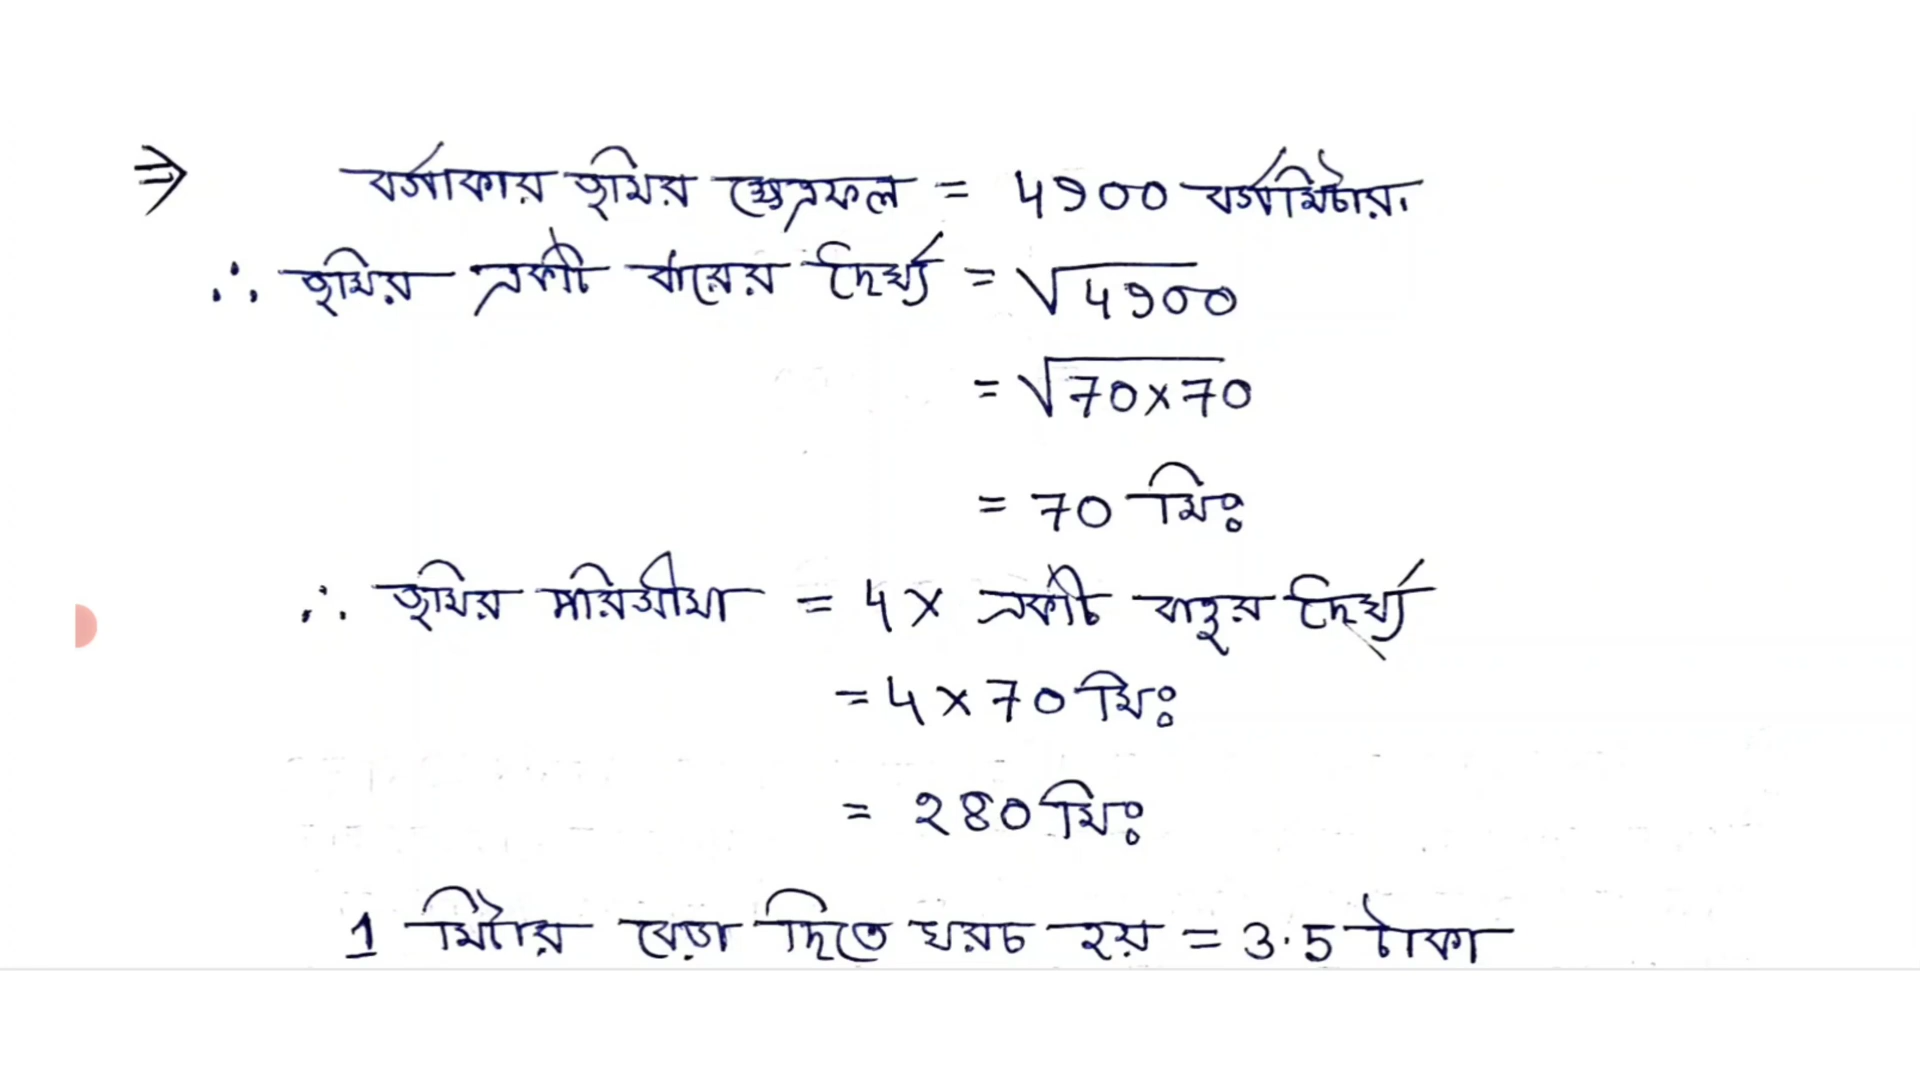 ⇒ বর্গাকার ভূমির ক্ষেত্রফল = 4900 বর্গমিটার.
∴ ভূমির একটি বারের দৈর্ঘ্য = √4900
= √70×70
= 70 মিঃ
∴ ভূমির পরিসীমা = 4× একটি বাহুর দৈর্ঘ্য
= 4×70 মিঃ
= 280 মিঃ
1 মিটার বেড়া দিতে খরচ হয় = 3.5 টাকা